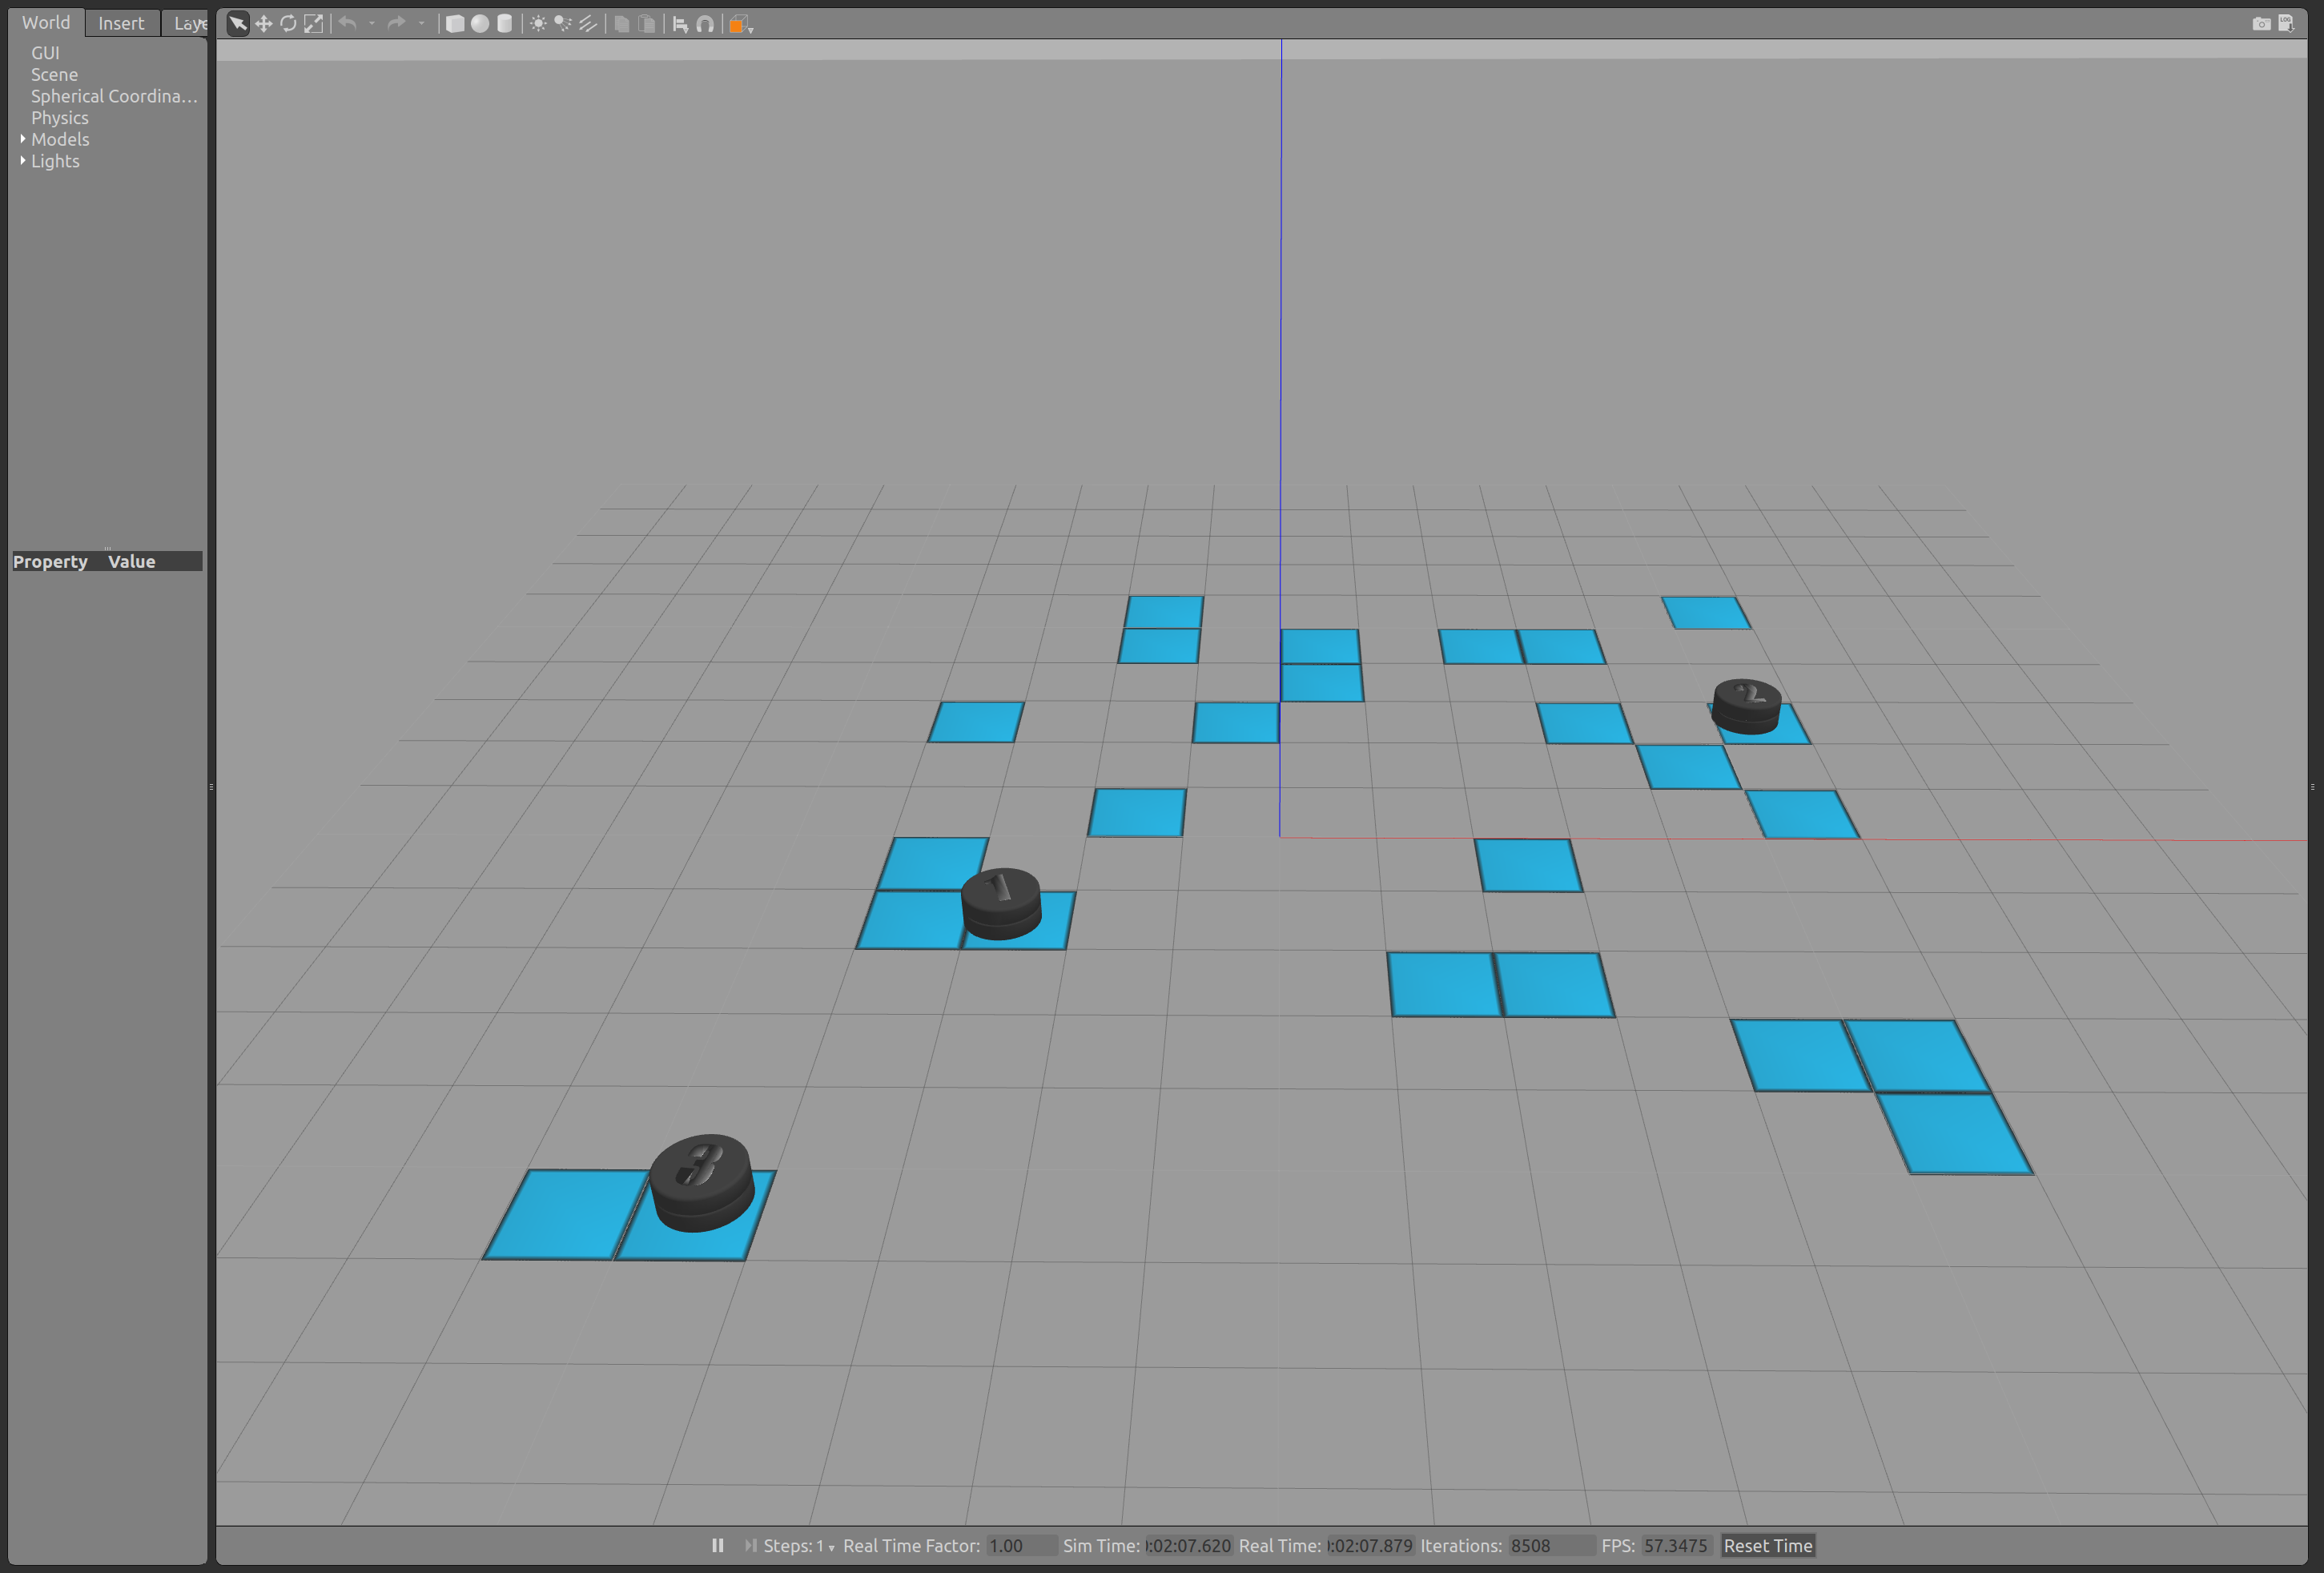 World Insert Laye
GUI
Scene
Spherical Coordina...
Physics
Models
Lights
Property Value
2
1
3
Steps: 1 Real Time Factor: 1.00 Sim Time: :02:07.620 Real Time: :02:07.879 Iterations: 8508 FPS: 57.3475 Reset Time